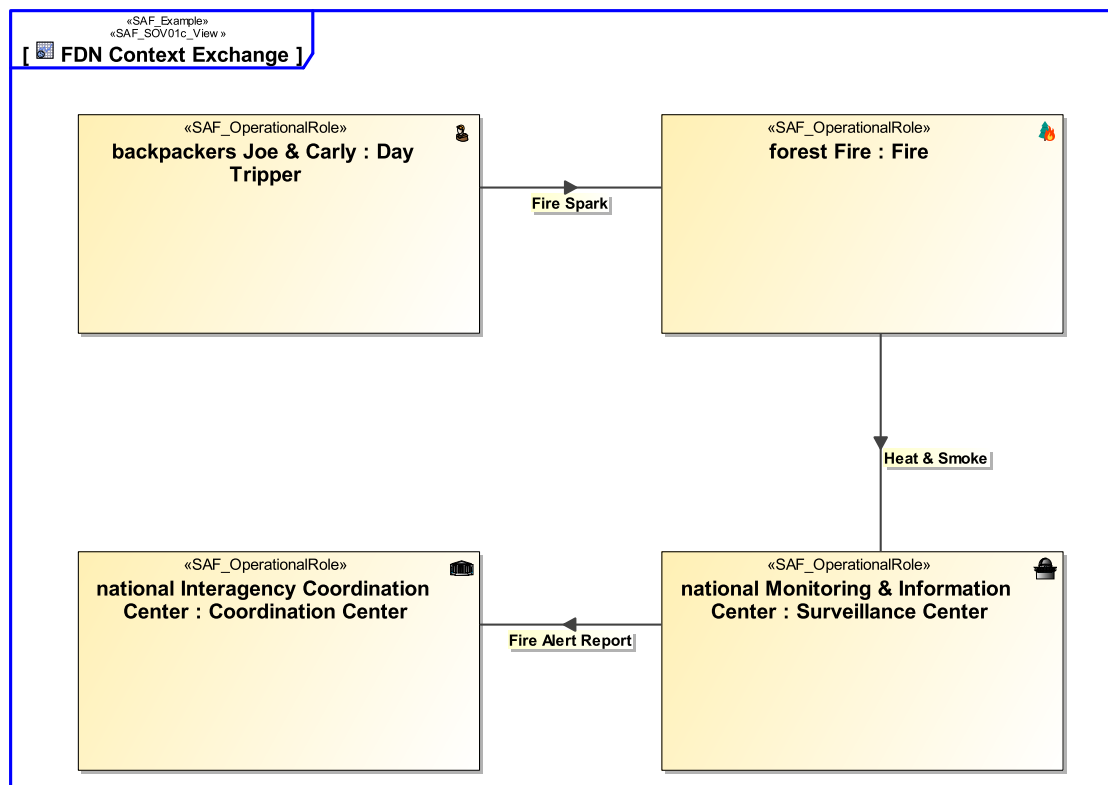 «SAF_Example»
«SAF_SOV01c_View »
[ FDN Context Exchange ]
«SAF_OperationalRole»
backpackers Joe & Carly : Day
Tripper
«SAF_OperationalRole»
forest Fire : Fire
Fire Spark
Heat & Smoke
«SAF_OperationalRole»
national Interagency Coordination
Center : Coordination Center
«SAF_OperationalRole»
national Monitoring & Information
Center : Surveillance Center
Fire Alert Report